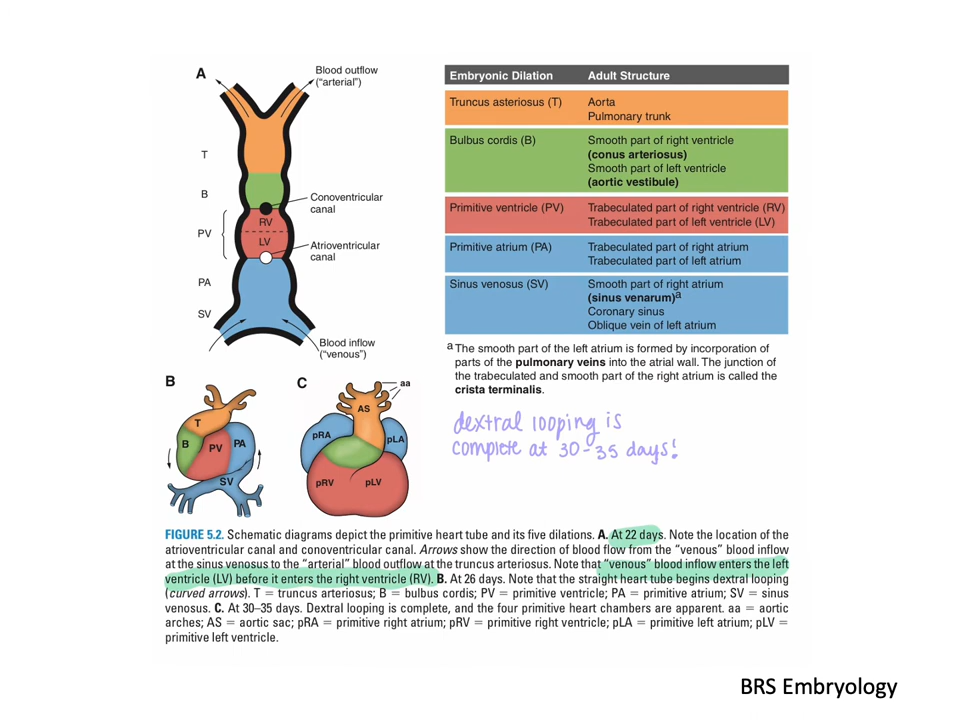 A
Blood outflow
("arterial")
T
B
Conoventricular
canal
RV
PV
LV
Atrioventricular
canal
PA
SV
Blood inflow
("venous")
Embryonic Dilation Adult Structure
Truncus asteriosus (T) Aorta
Pulmonary trunk
Bulbus cordis (B) Smooth part of right ventricle
(conus arteriosus)
Smooth part of left ventricle
(aortic vestibule)
Primitive ventricle (PV) Trabeculated part of right ventricle (RV)
Trabeculated part of left ventricle (LV)
Primitive atrium (PA) Trabeculated part of right atrium
Trabeculated part of left atrium
Sinus venosus (SV) Smooth part of right atrium
(sinus venarum)a
Coronary sinus
Oblique vein of left atrium
a The smooth part of the left atrium is formed by incorporation of
parts of the pulmonary veins into the atrial wall. The junction of
the trabeculated and smooth part of the right atrium is called the
crista terminalis.
B
T
B
PV
PA
SV
C
aa
AS
pRA
pLA
pRV
pLV
dextral looping is
complete at 30-35 days!
FIGURE 5.2. Schematic diagrams depict the primitive heart tube and its five dilations. A. At 22 days. Note the location of the
atrioventricular canal and conoventricular canal. Arrows show the direction of blood flow from the "venous" blood inflow
at the sinus venosus to the "arterial" blood outflow at the truncus arteriosus. Note that "venous" blood inflow enters the left
ventricle (LV) before it enters the right ventricle (RV). B. At 26 days. Note that the straight heart tube begins dextral looping
(curved arrows). T = truncus arteriosus; B = bulbus cordis; PV = primitive ventricle; PA = primitive atrium; SV = sinus
venosus. C. At 30–35 days. Dextral looping is complete, and the four primitive heart chambers are apparent. aa = aortic
arches; AS = aortic sac; pRA = primitive right atrium; pRV = primitive right ventricle; pLA = primitive left atrium; pLV =
primitive left ventricle.
BRS Embryology